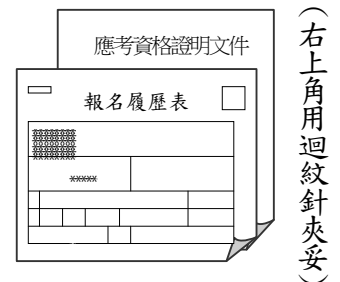 應考資格證明文件
報名履歷表
（右上角用迴紋針夾妥）